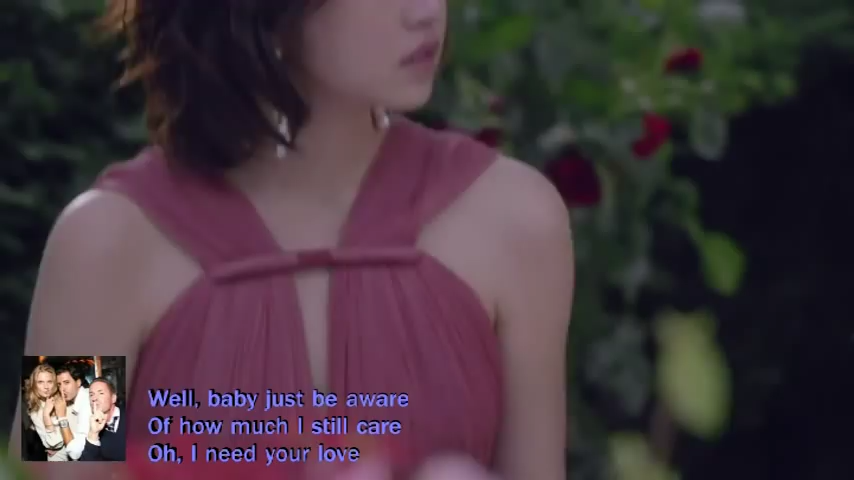 Well, baby just be aware
Of how much I still care
Oh, I need your love